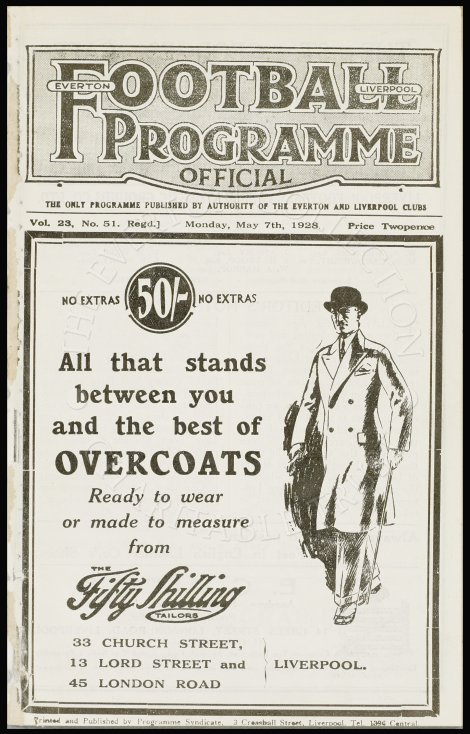 FOOTBALL
EVERTON LIVERPOOL
PROGRAMME
OFFICIAL
THE ONLY PROGRAMME PUBLISHED BY AUTHORITY OF THE EVERTON AND LIVERPOOL CLUBS
Vol. 23, No. 51. Regd.] Monday, May 7th, 1928. Price Twopence
NO EXTRAS 50/- NO EXTRAS
All that stands
between you
and the best of
OVERCOATS
Ready to wear
or made to measure
from
THE
Fifty Shilling
TAILORS
33 CHURCH STREET,
13 LORD STREET and LIVERPOOL.
45 LONDON ROAD
Printed and Published by Programme Syndicate, 3 Crosshall Street, Liverpool. Tel. 1394 Central